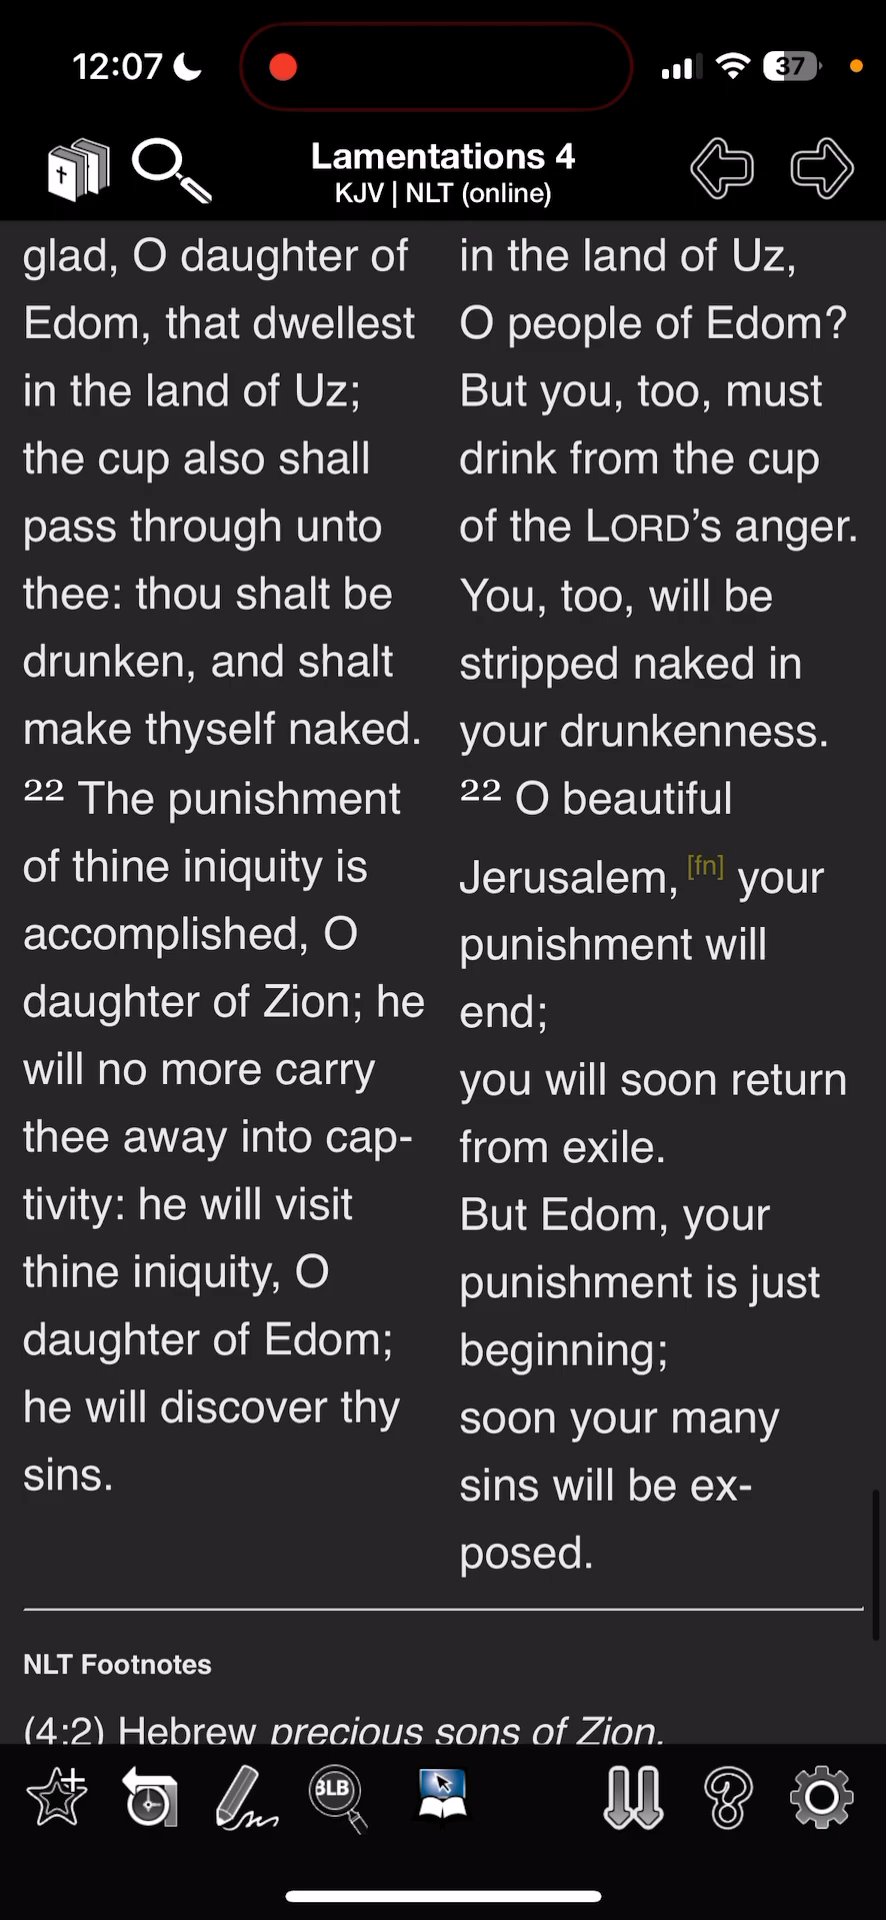 12:07
37
Lamentations 4
KJV | NLT (online)
glad, O daughter of
Edom, that dwellest
in the land of Uz;
the cup also shall
pass through unto
thee: thou shalt be
drunken, and shalt
make thyself naked.
22 The punishment
of thine iniquity is
accomplished, O
daughter of Zion; he
will no more carry
thee away into cap-
tivity: he will visit
thine iniquity, O
daughter of Edom;
he will discover thy
sins.
in the land of Uz,
O people of Edom?
But you, too, must
drink from the cup
of the LORD’s anger.
You, too, will be
stripped naked in
your drunkenness.
22 O beautiful
Jerusalem, [fn] your
punishment will
end;
you will soon return
from exile.
But Edom, your
punishment is just
beginning;
soon your many
sins will be ex-
posed.
NLT Footnotes
(4:2) Hebrew precious sons of Zion.
BLB